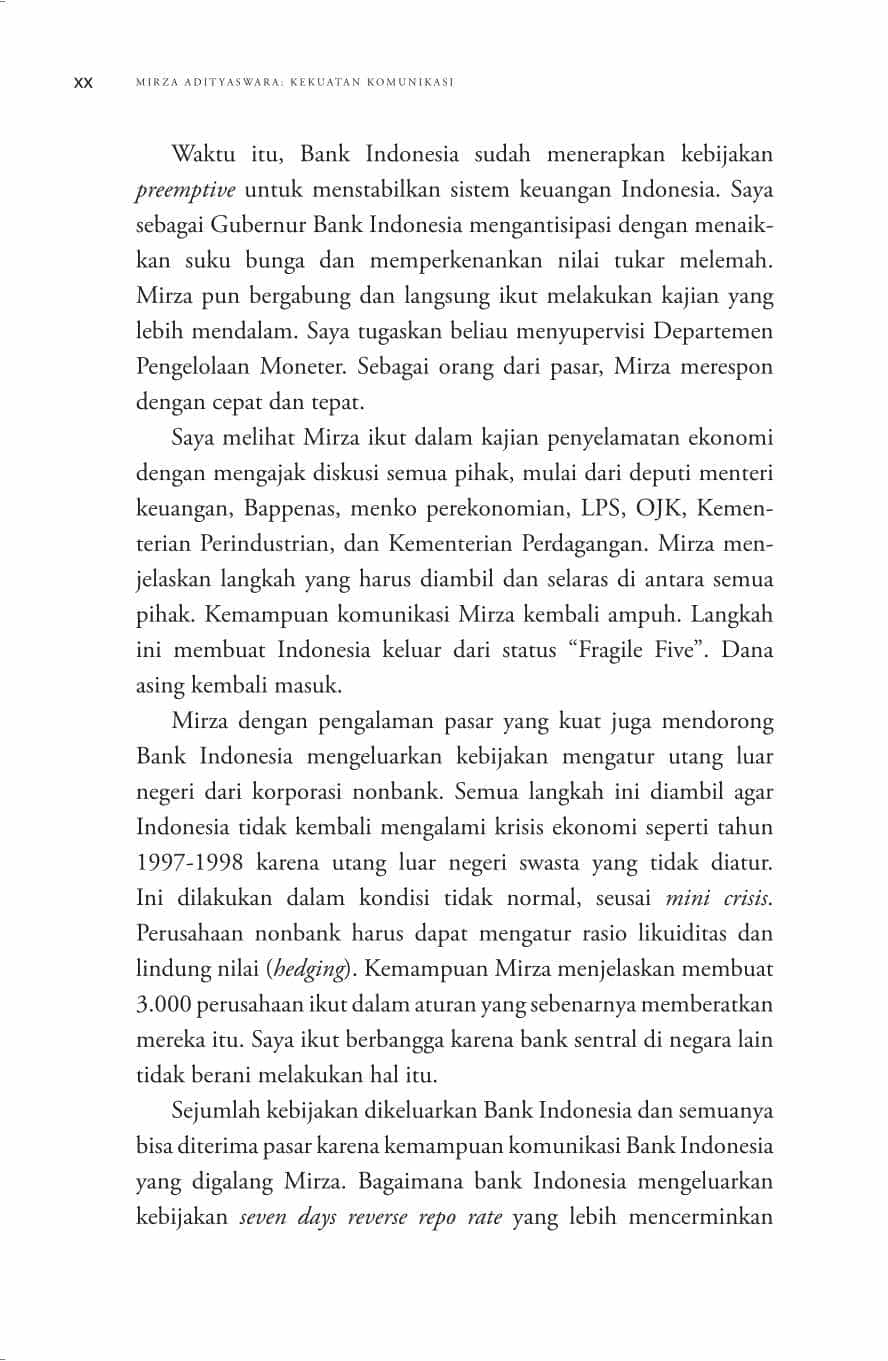 xx MIRZA ADITYASWARA: KEKUATAN KOMUNIKASI
Waktu itu, Bank Indonesia sudah menerapkan kebijakan
preemptive untuk menstabilkan sistem keuangan Indonesia. Saya
sebagai Gubernur Bank Indonesia mengantisipasi dengan menaik-
kan suku bunga dan memperkenankan nilai tukar melemah.
Mirza pun bergabung dan langsung ikut melakukan kajian yang
lebih mendalam. Saya tugaskan beliau menyupervisi Departemen
Pengelolaan Moneter. Sebagai orang dari pasar, Mirza merespon
dengan cepat dan tepat.
Saya melihat Mirza ikut dalam kajian penyelamatan ekonomi
dengan mengajak diskusi semua pihak, mulai dari deputi menteri
keuangan, Bappenas, menko perekonomian, LPS, OJK, Kemen-
terian Perindustrian, dan Kementerian Perdagangan. Mirza men-
jelaskan langkah yang harus diambil dan selaras di antara semua
pihak. Kemampuan komunikasi Mirza kembali ampuh. Langkah
ini membuat Indonesia keluar dari status “Fragile Five”. Dana
asing kembali masuk.
Mirza dengan pengalaman pasar yang kuat juga mendorong
Bank Indonesia mengeluarkan kebijakan mengatur utang luar
negeri dari korporasi nonbank. Semua langkah ini diambil agar
Indonesia tidak kembali mengalami krisis ekonomi seperti tahun
1997-1998 karena utang luar negeri swasta yang tidak diatur.
Ini dilakukan dalam kondisi tidak normal, seusai mini crisis.
Perusahaan nonbank harus dapat mengatur rasio likuiditas dan
lindung nilai (hedging). Kemampuan Mirza menjelaskan membuat
3.000 perusahaan ikut dalam aturan yang sebenarnya memberatkan
mereka itu. Saya ikut berbangga karena bank sentral di negara lain
tidak berani melakukan hal itu.
Sejumlah kebijakan dikeluarkan Bank Indonesia dan semuanya
bisa diterima pasar karena kemampuan komunikasi Bank Indonesia
yang digalang Mirza. Bagaimana bank Indonesia mengeluarkan
kebijakan seven days reverse repo rate yang lebih mencerminkan